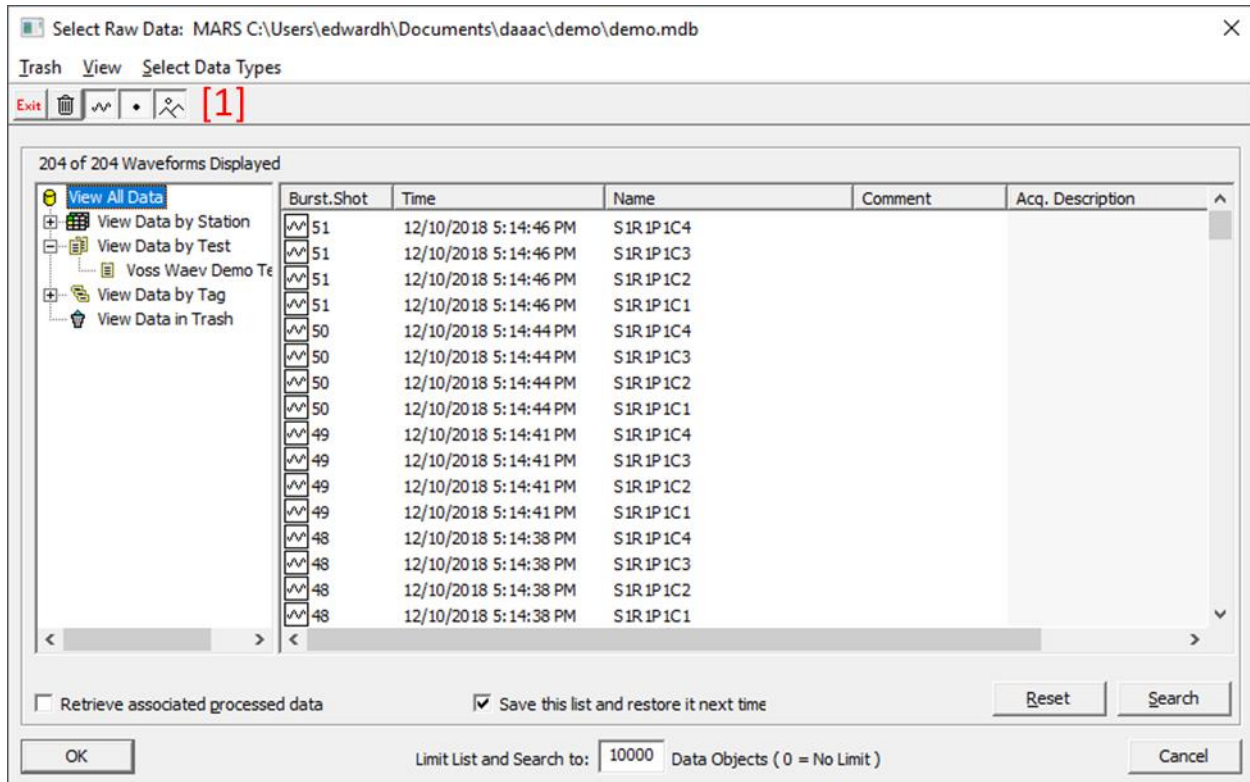 Select Raw Data: MARS C:\Users\edwardh\Documents\daaac\demo\demo.mdb
Trash View Select Data Types
Exit [1]
204 of 204 Waveforms Displayed
View All Data
View Data by Station
View Data by Test
Voss Waev Demo Te
View Data by Tag
View Data in Trash
Burst.Shot Time Name Comment Acq. Description
51 12/10/2018 5:14:46 PM S1R1P1C4
51 12/10/2018 5:14:46 PM S1R1P1C3
51 12/10/2018 5:14:46 PM S1R1P1C2
51 12/10/2018 5:14:46 PM S1R1P1C1
50 12/10/2018 5:14:44 PM S1R1P1C4
50 12/10/2018 5:14:44 PM S1R1P1C3
50 12/10/2018 5:14:44 PM S1R1P1C2
50 12/10/2018 5:14:44 PM S1R1P1C1
49 12/10/2018 5:14:41 PM S1R1P1C4
49 12/10/2018 5:14:41 PM S1R1P1C3
49 12/10/2018 5:14:41 PM S1R1P1C2
49 12/10/2018 5:14:41 PM S1R1P1C1
48 12/10/2018 5:14:38 PM S1R1P1C4
48 12/10/2018 5:14:38 PM S1R1P1C3
48 12/10/2018 5:14:38 PM S1R1P1C2
48 12/10/2018 5:14:38 PM S1R1P1C1
Retrieve associated processed data Save this list and restore it next time Reset Search
OK Limit List and Search to: 10000 Data Objects ( 0 = No Limit ) Cancel